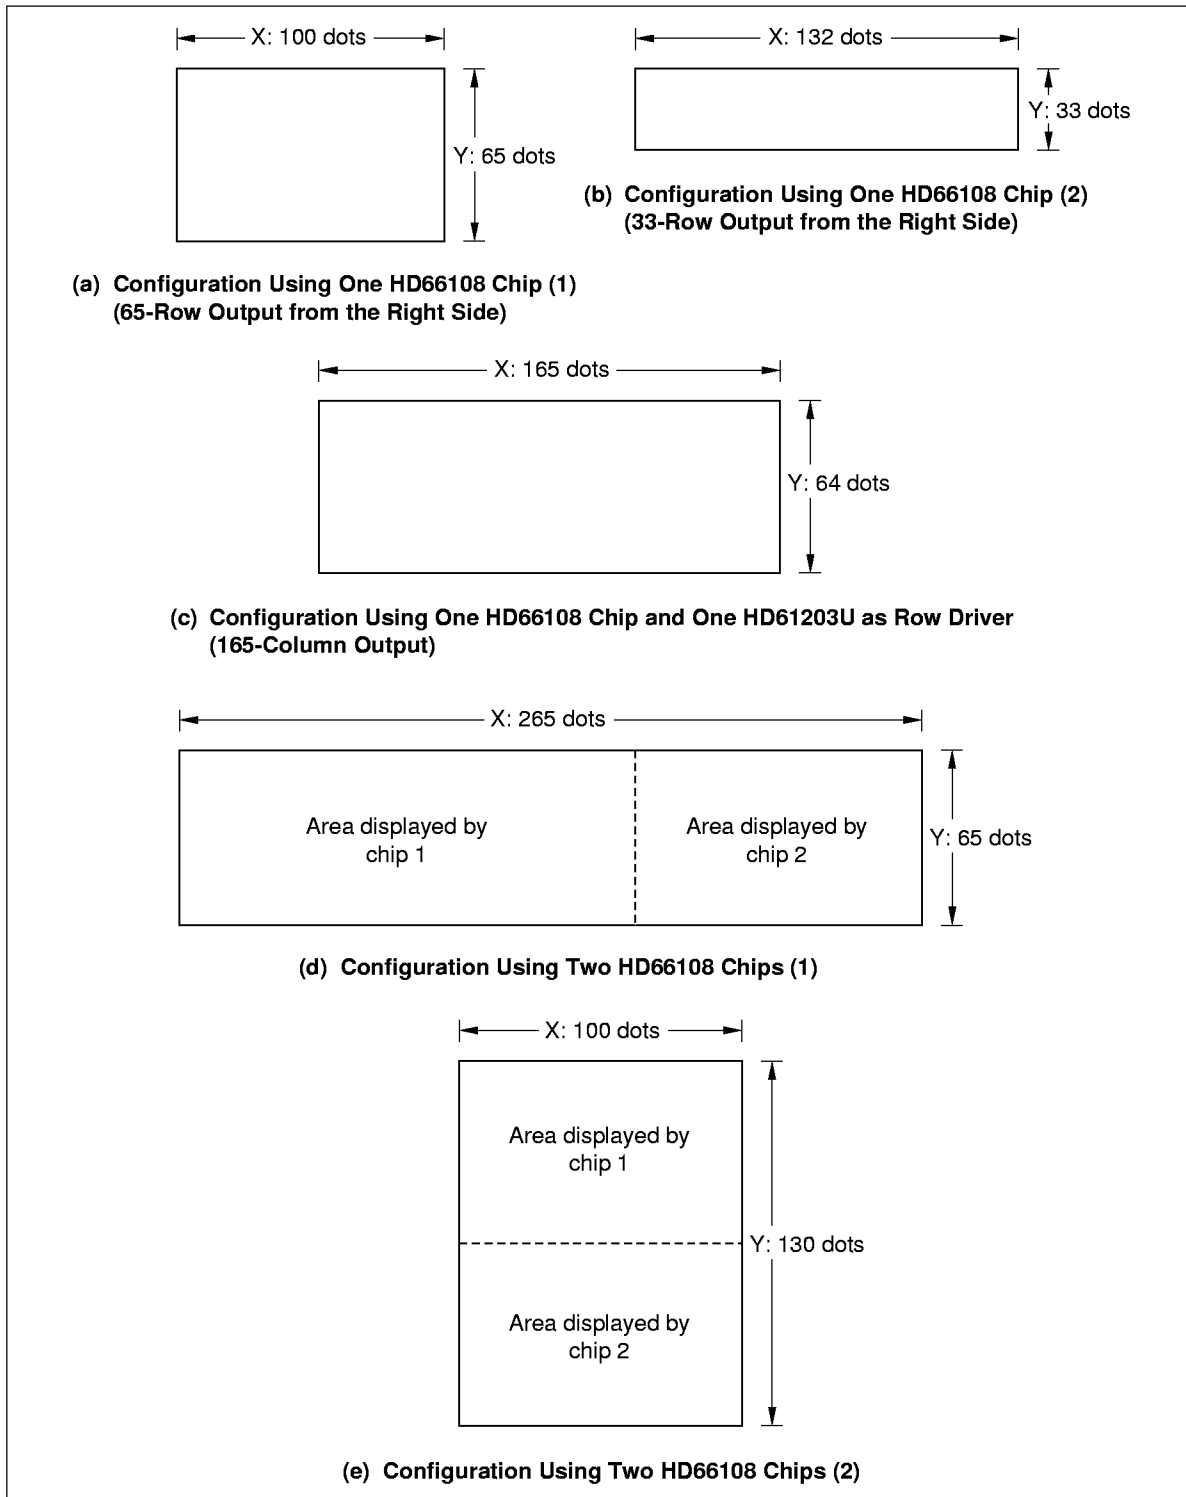 X: 100 dots
Y: 65 dots
(a) Configuration Using One HD66108 Chip (1)
(65-Row Output from the Right Side)
X: 132 dots
Y: 33 dots
(b) Configuration Using One HD66108 Chip (2)
(33-Row Output from the Right Side)
X: 165 dots
Y: 64 dots
(c) Configuration Using One HD66108 Chip and One HD61203U as Row Driver
(165-Column Output)
X: 265 dots
Area displayed by
chip 1
Area displayed by
chip 2
Y: 65 dots
(d) Configuration Using Two HD66108 Chips (1)
X: 100 dots
Area displayed by
chip 1
Y: 130 dots
Area displayed by
chip 2
(e) Configuration Using Two HD66108 Chips (2)